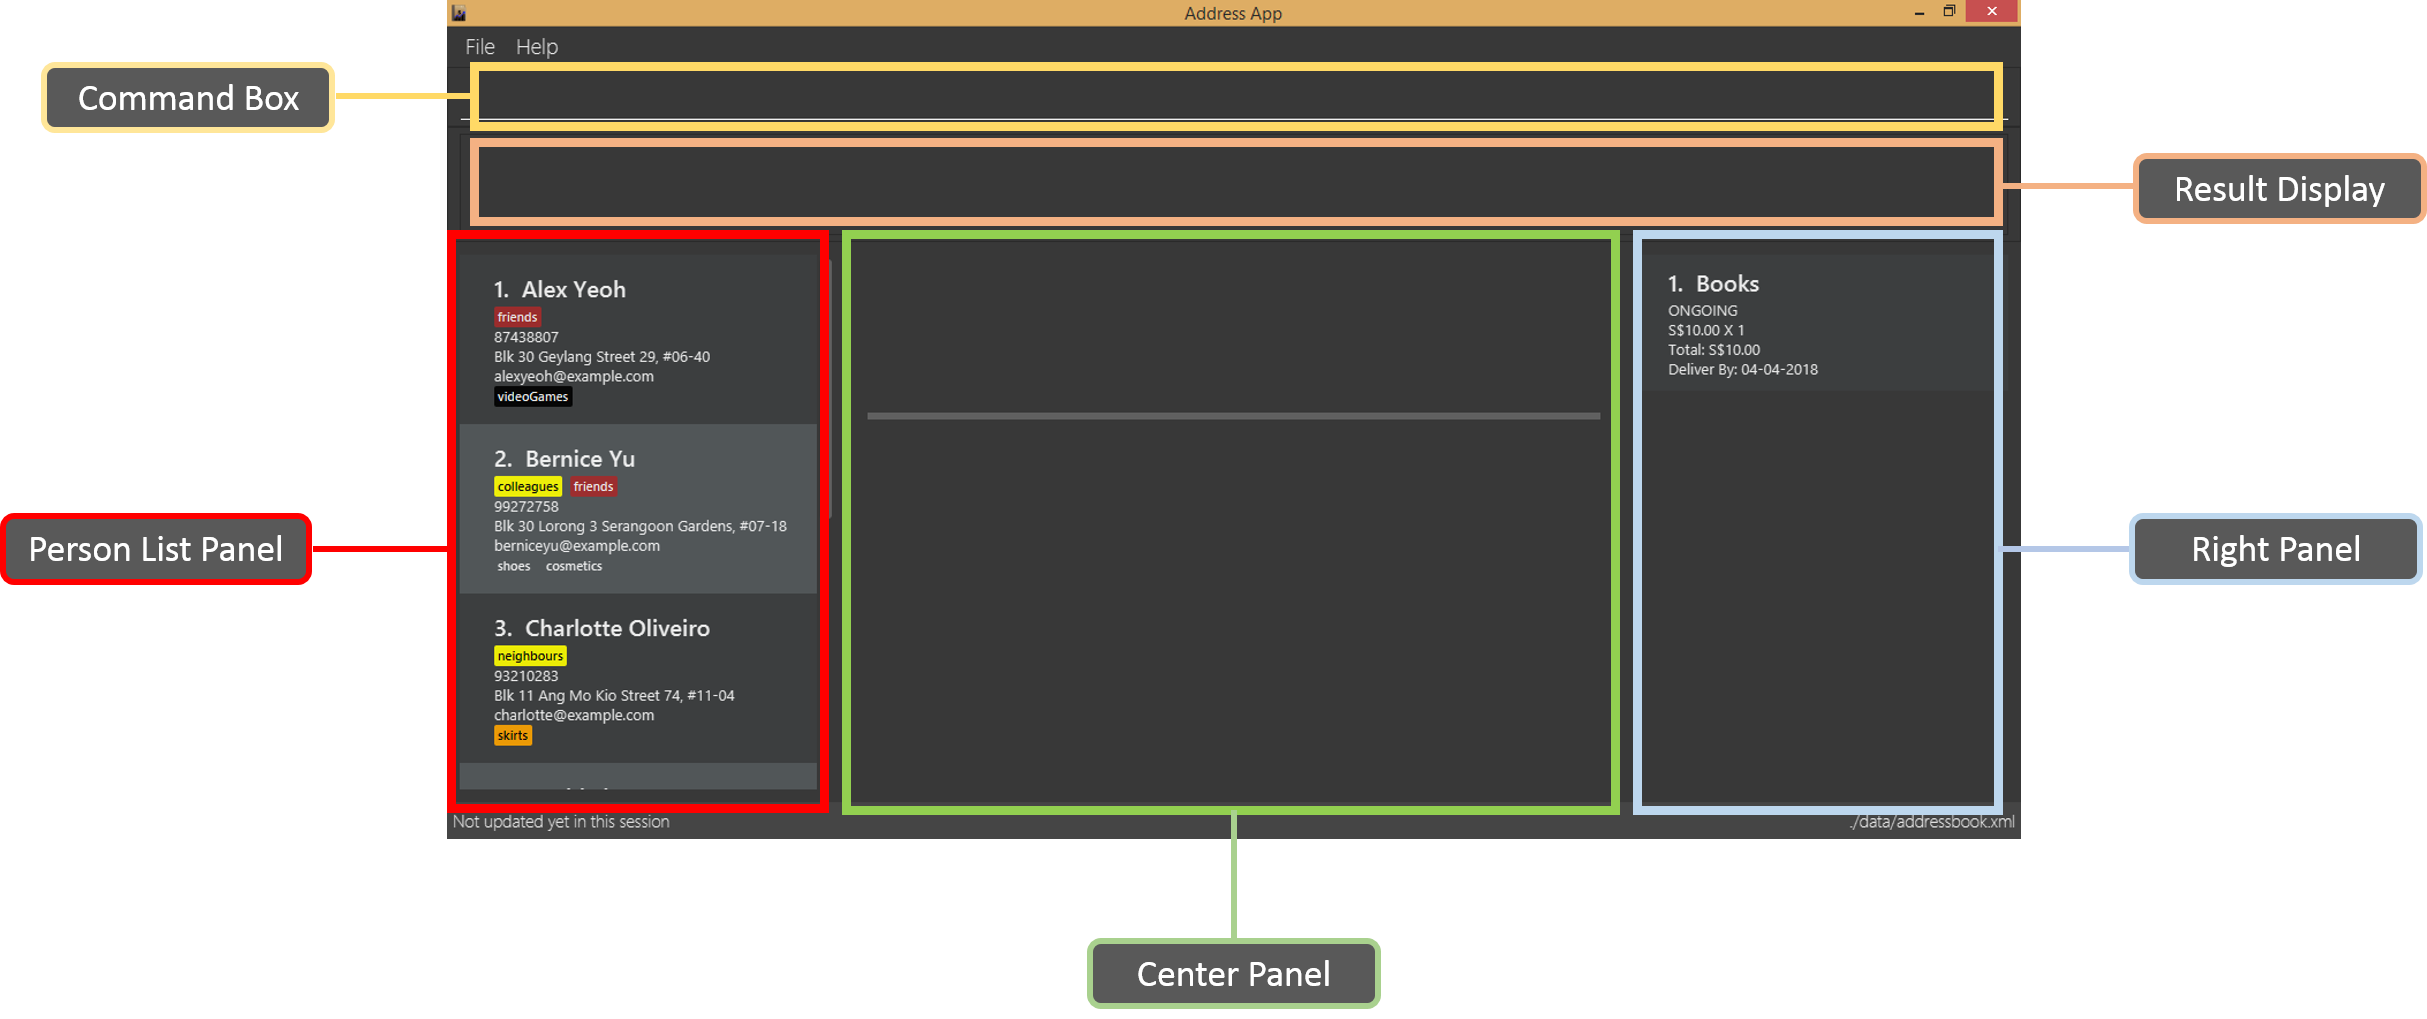 Address App
File Help
Command Box
Result Display
1. Alex Yeoh
friends
87438807
Blk 30 Geylang Street 29, #06-40
alexyeoh@example.com
videoGames
2. Bernice Yu
colleagues friends
99272758
Blk 30 Lorong 3 Serangoon Gardens, #07-18
berniceyu@example.com
shoes cosmetics
3. Charlotte Oliveiro
neighbours
93210283
Blk 11 Ang Mo Kio Street 74, #11-04
charlotte@example.com
skirts
Person List Panel
1. Books
ONGOING
S$10.00 X 1
Total: S$10.00
Deliver By: 04-04-2018
Right Panel
Not updated yet in this session
./data/addressbook.xml
Center Panel